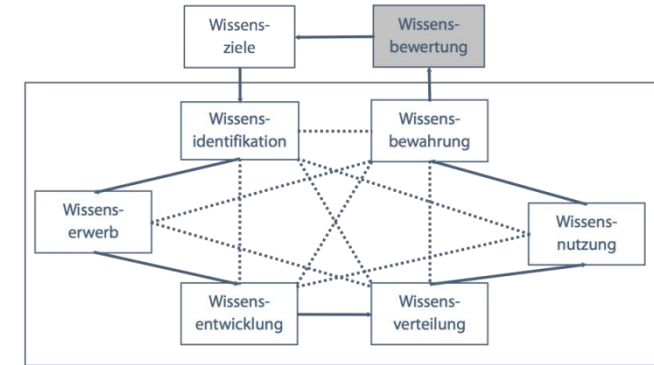 Wissens-
ziele
Wissens-
bewertung
Wissens-
identifikation
Wissens-
bewahrung
Wissens-
erwerb
Wissens-
nutzung
Wissens-
entwicklung
Wissens-
verteilung